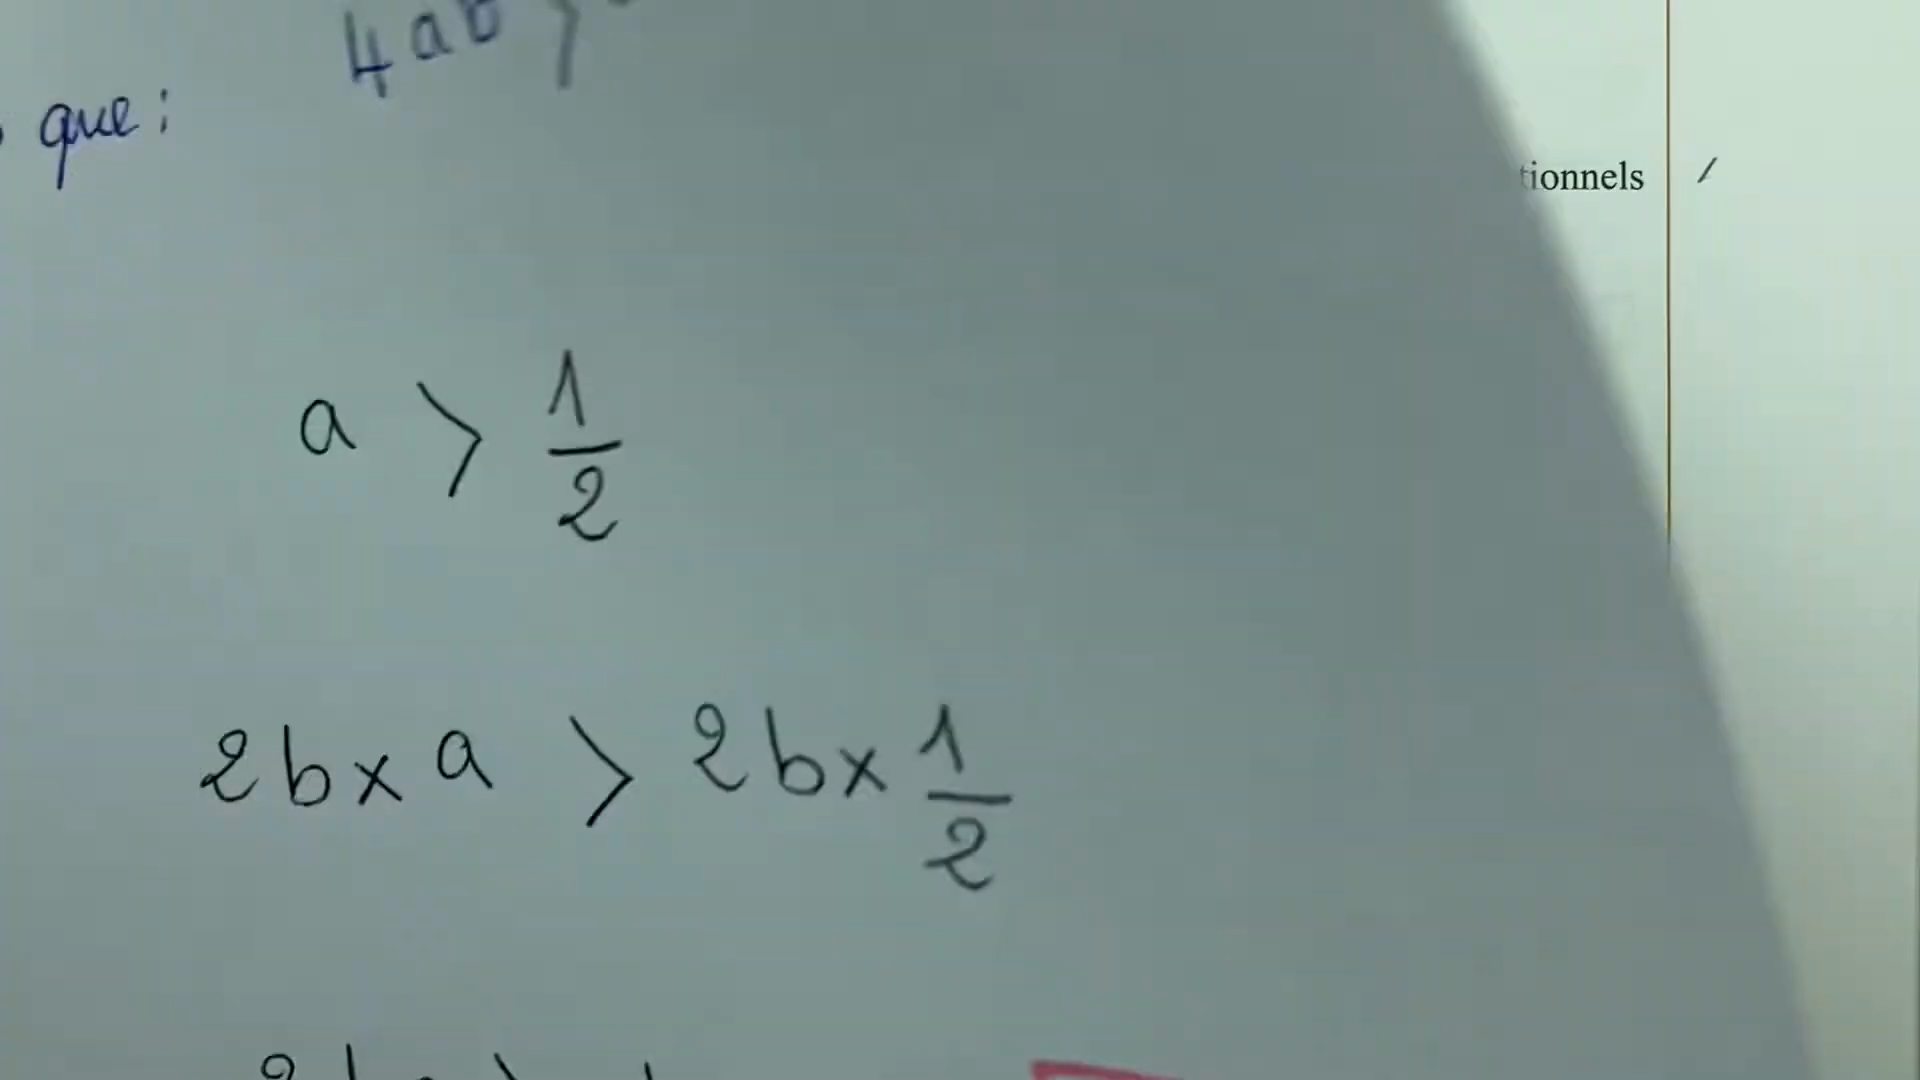 4ab >
que :
tionnels
a > 1/2
2b × a > 2b × 1/2